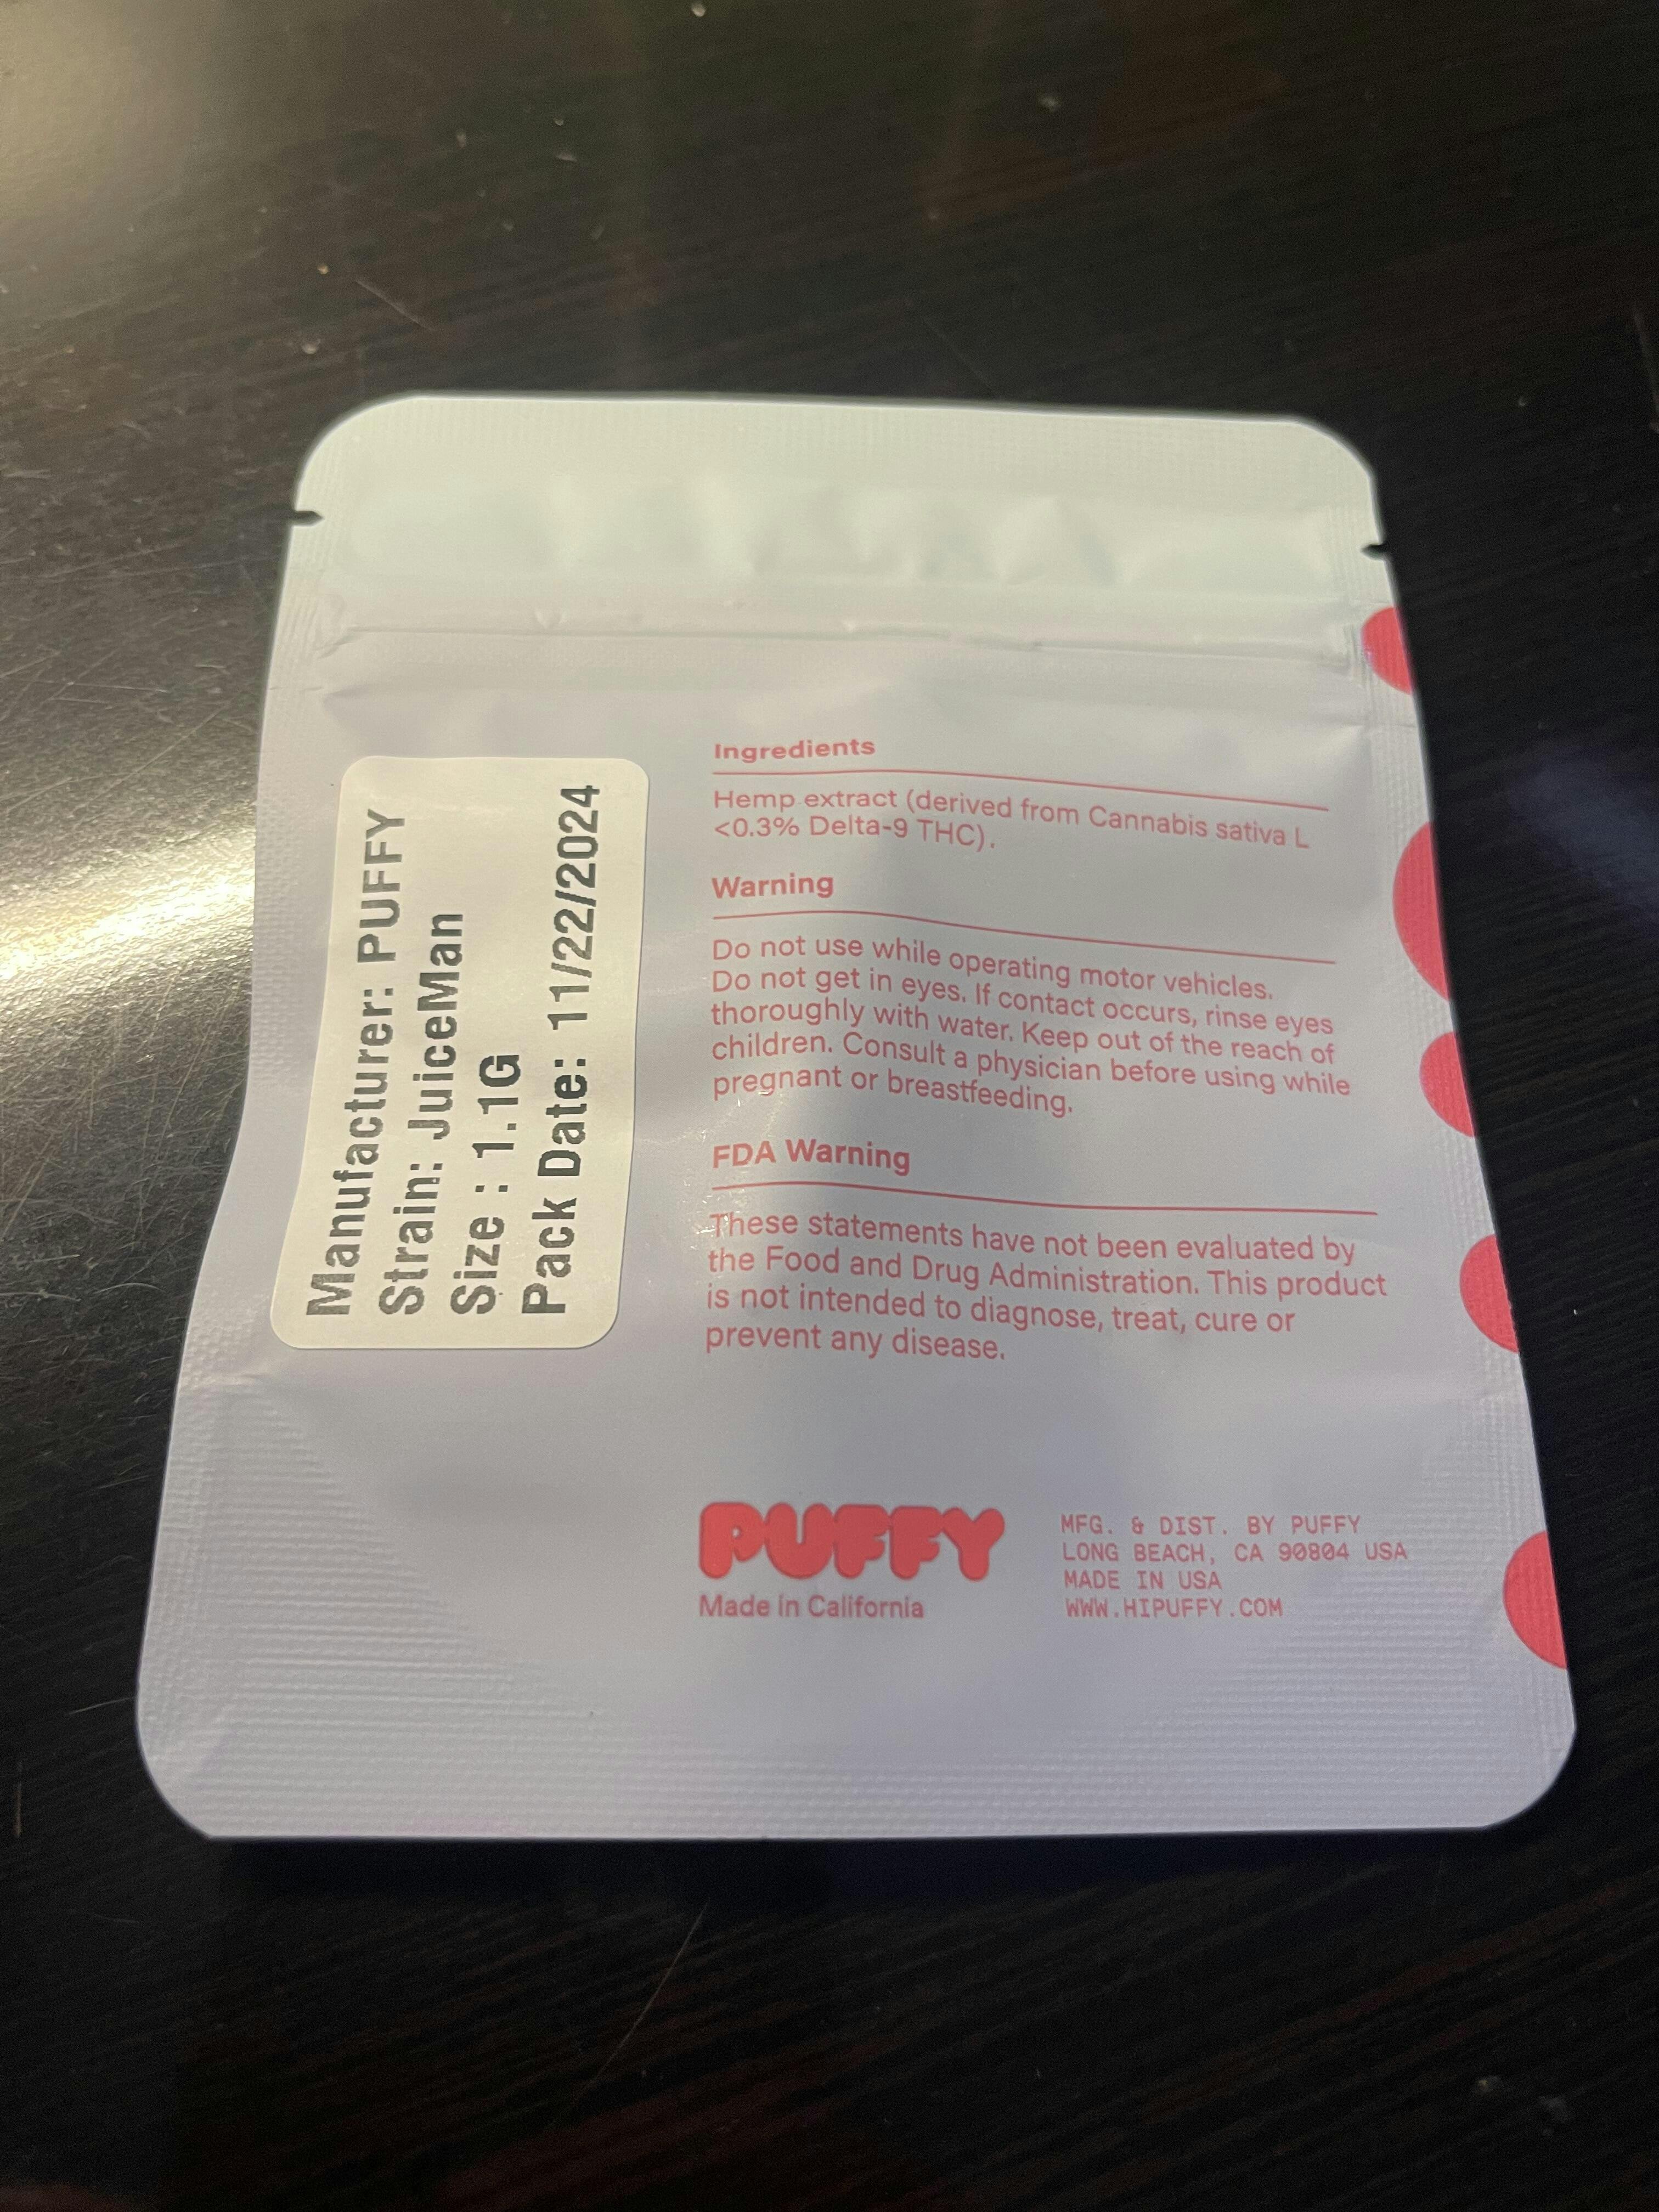 Manufacturer: PUFFY
Strain: JuiceMan
Size : 1.1G
Pack Date: 11/22/2024
Ingredients
Hemp extract (derived from Cannabis sativa L
<0.3% Delta-9 THC).
Warning
Do not use while operating motor vehicles.
Do not get in eyes. If contact occurs, rinse eyes
thoroughly with water. Keep out of the reach of
children. Consult a physician before using while
pregnant or breastfeeding.
FDA Warning
These statements have not been evaluated by
the Food and Drug Administration. This product
is not intended to diagnose, treat, cure or
prevent any disease.
PUFFY
Made in California
MFG. & DIST. BY PUFFY
LONG BEACH, CA 90804 USA
MADE IN USA
WWW.HIPUFFY.COM